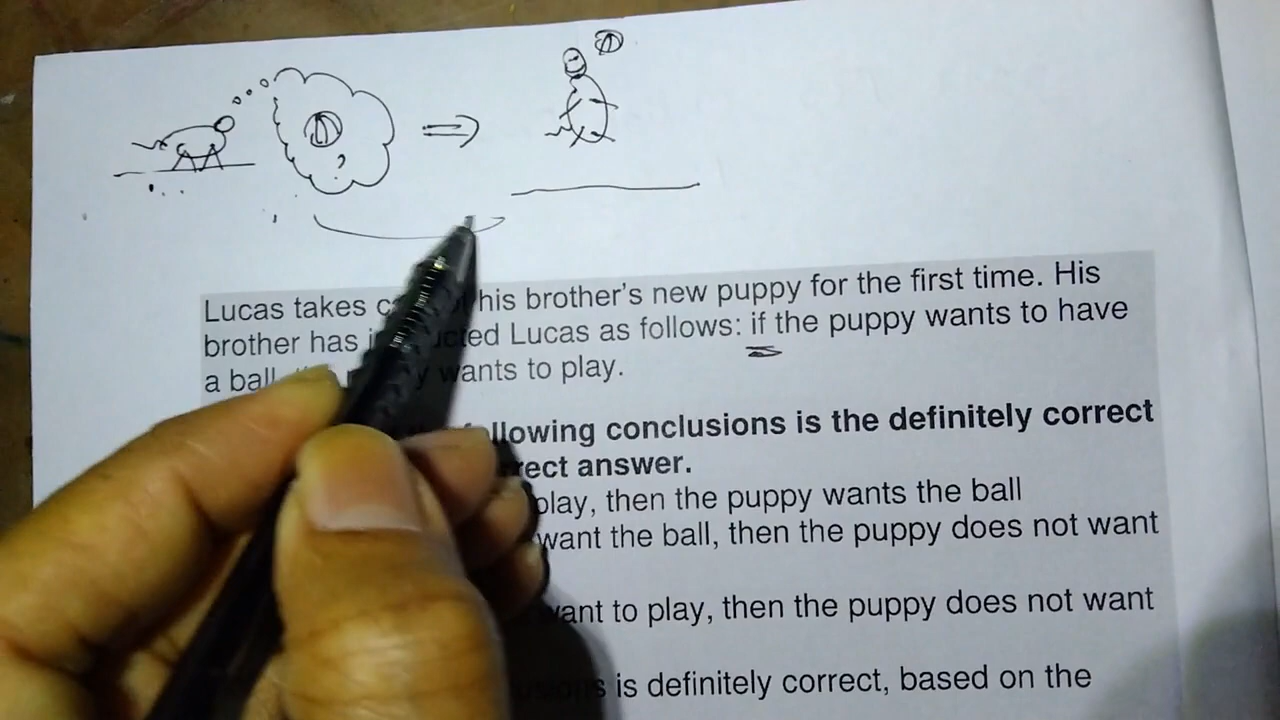 Lucas takes his brother's new puppy for the first time. His
brother has Lucas as follows: if the puppy wants to have
a ball wants to play.
following conclusions is the definitely correct
answer.
play, then the puppy wants the ball
want the ball, then the puppy does not want
want to play, then the puppy does not want
is definitely correct, based on the